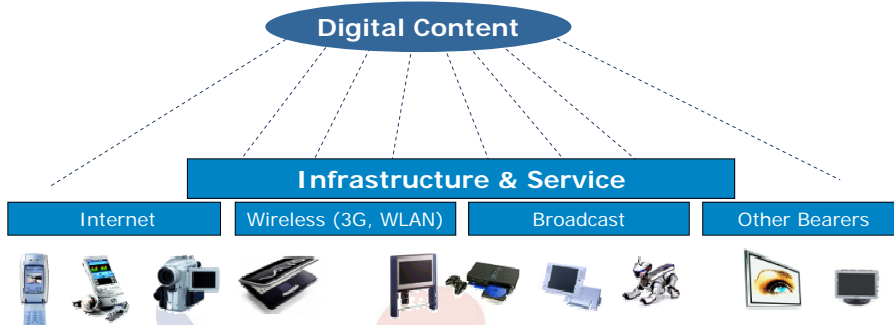 Digital Content
Infrastructure & Service
Internet
Wireless (3G, WLAN)
Broadcast
Other Bearers